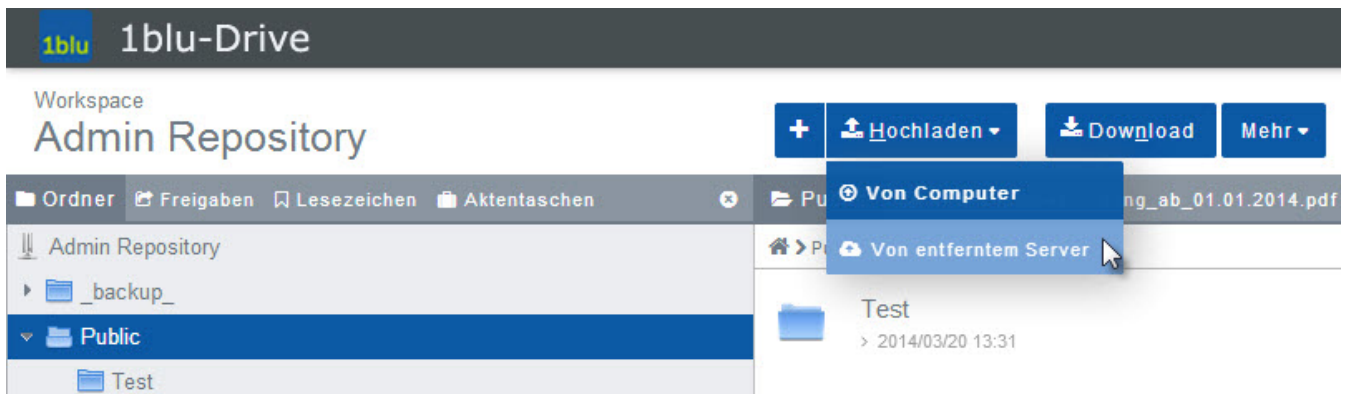 1blu 1blu-Drive
Workspace
Admin Repository
Hochladen Download Mehr
Ordner Freigaben Lesezeichen Aktentaschen
Pu ng_ab_01.01.2014.pdf
Von Computer
Admin Repository
Von entferntem Server
_backup_
Public
Test
2014/03/20 13:31
Test